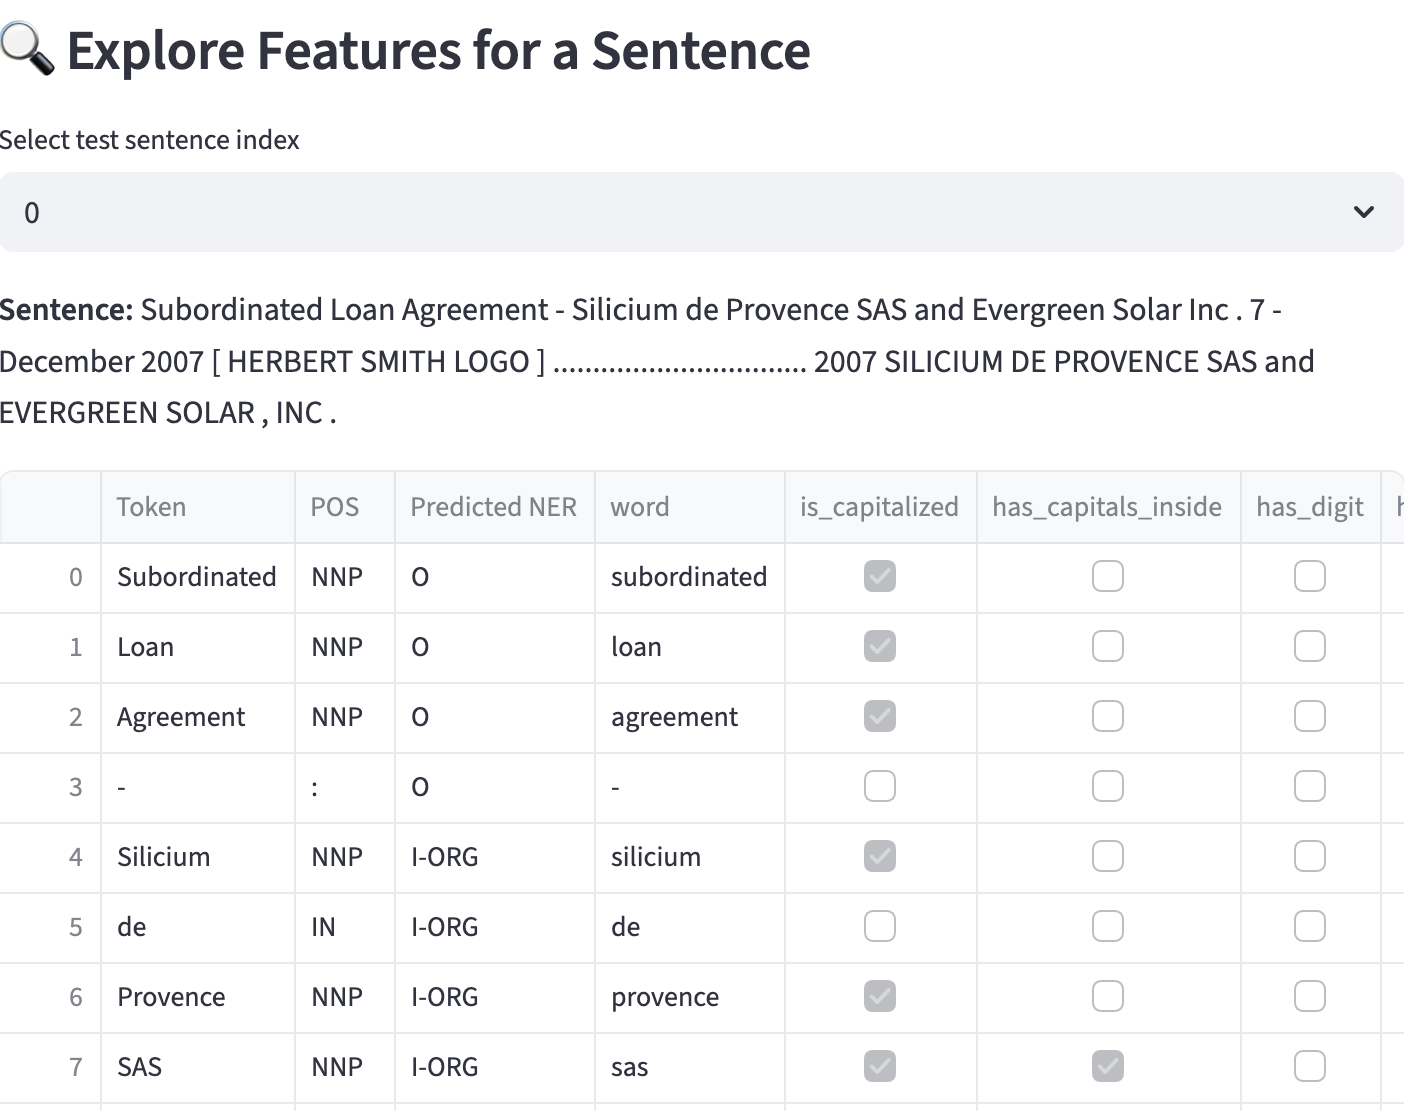 Explore Features for a Sentence
Select test sentence index
0
Sentence: Subordinated Loan Agreement - Silicium de Provence SAS and Evergreen Solar Inc . 7 -
December 2007 [ HERBERT SMITH LOGO ] ................................ 2007 SILICIUM DE PROVENCE SAS and
EVERGREEN SOLAR , INC .
Token POS Predicted NER word is_capitalized has_capitals_inside has_digit
0 Subordinated NNP O subordinated
1 Loan NNP O loan
2 Agreement NNP O agreement
3 - : O -
4 Silicium NNP I-ORG silicium
5 de IN I-ORG de
6 Provence NNP I-ORG provence
7 SAS NNP I-ORG sas